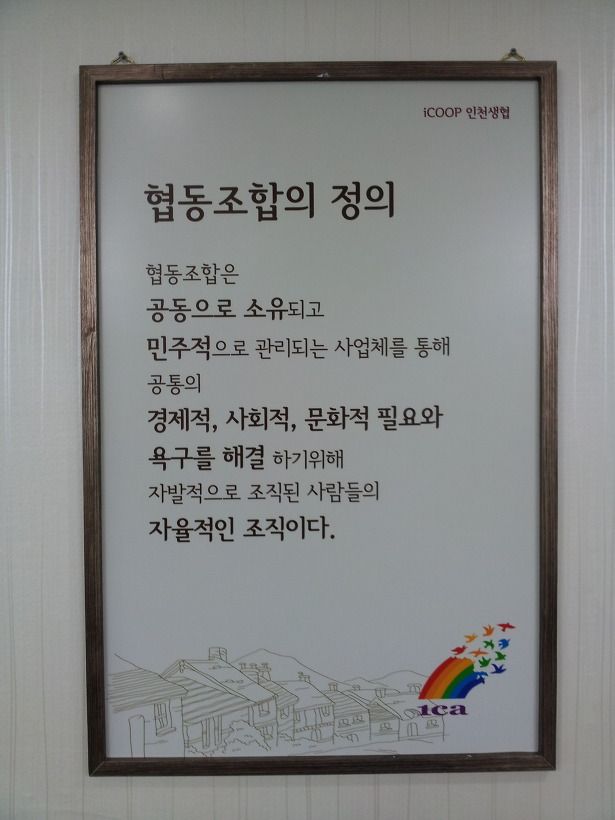 iCOOP 인천생협
협동조합의 정의
협동조합은
공동으로 소유되고
민주적으로 관리되는 사업체를 통해
공통의
경제적, 사회적, 문화적 필요와
욕구를 해결 하기위해
자발적으로 조직된 사람들의
자율적인 조직이다.
ica